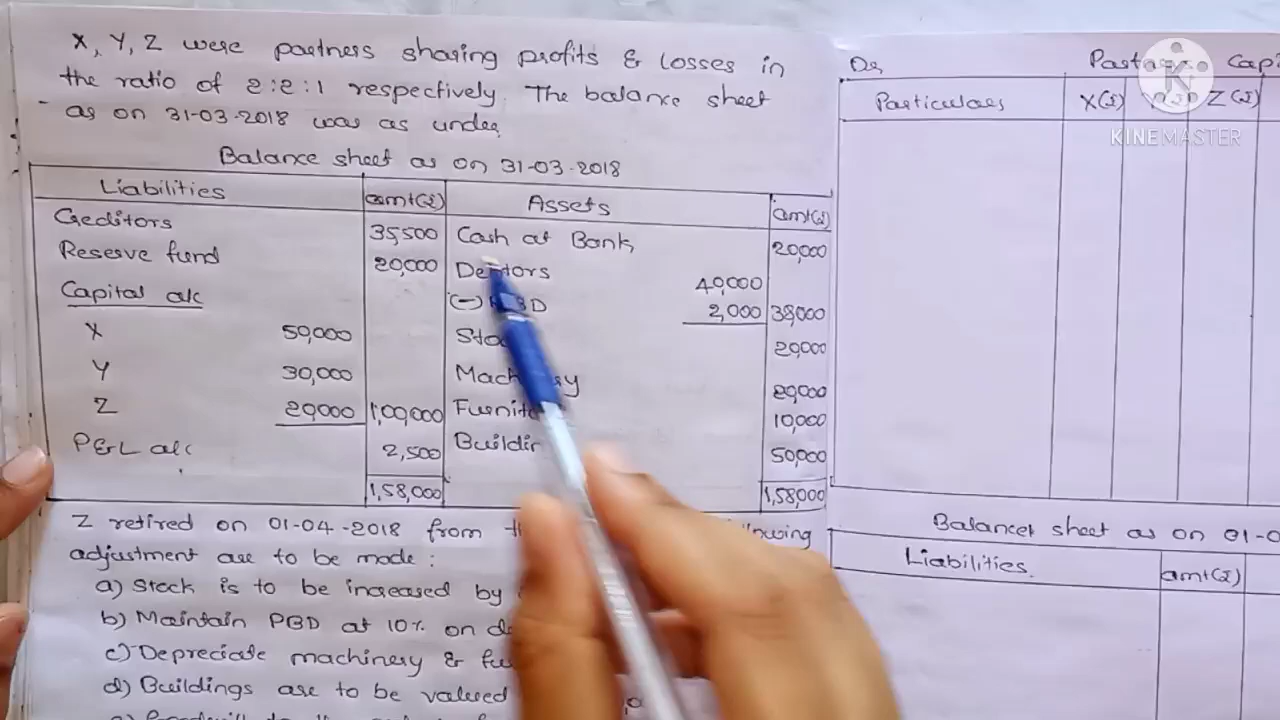 X, Y, Z were partners sharing profits & losses in
the ratio of 2:2:1 respectively. The balance sheet
as on 31-03-2018 was as under
Balance sheet as on 31-03-2018
Liabilities amt(₹) Assets amt(₹)
Creditors 35,500 Cash at Bank 20,000
Reserve fund 20,000 Debtors 40,000
Capital a/c (-) 2,000 38,000
X 50,000 20,000
Y 30,000 Machinery 20,000
Z 20,000 1,00,000 10,000
P&L a/c 2,500 50,000
1,58,000 1,58,000
Z retired on 01-04-2018 from
adjustment are to be made:
a) Stock is to be increased by
b) Maintain PBD at 10% on
c) Depreciate machinery &
d) Buildings are to be valued
Dr
Particulars X(₹) Z(₹)
Balance sheet as on 01-0
Liabilities amt(₹)
KINEMASTER